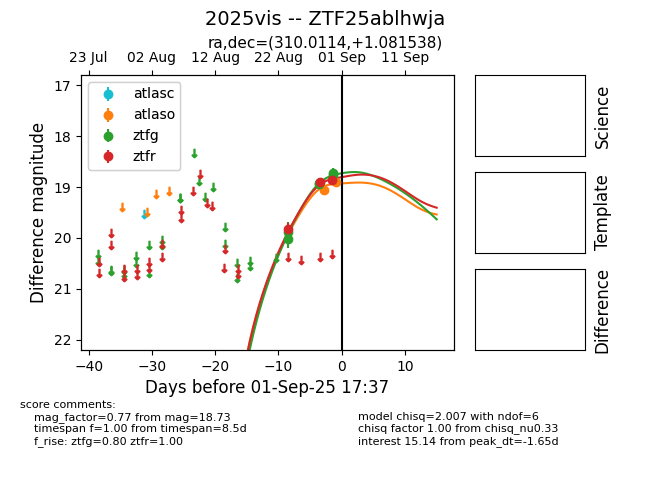 2025vis -- ZTF25ablhwja
ra,dec=(310.0114,+1.081538)
23 Jul 02 Aug 12 Aug 22 Aug 01 Sep 11 Sep
17
18
19
20
21
22
Difference magnitude
atlasc
atlaso
ztfg
ztfr
−40 −30 −20 −10 0 10
Days before 01-Sep-25 17:37
Science
Template
Difference
score comments:
mag_factor=0.77 from mag=18.73
timespan f=1.00 from timespan=8.5d
f_rise: ztfg=0.80 ztfr=1.00
model chisq=2.007 with ndof=6
chisq factor 1.00 from chisq_nu0.33
interest 15.14 from peak_dt=-1.65d